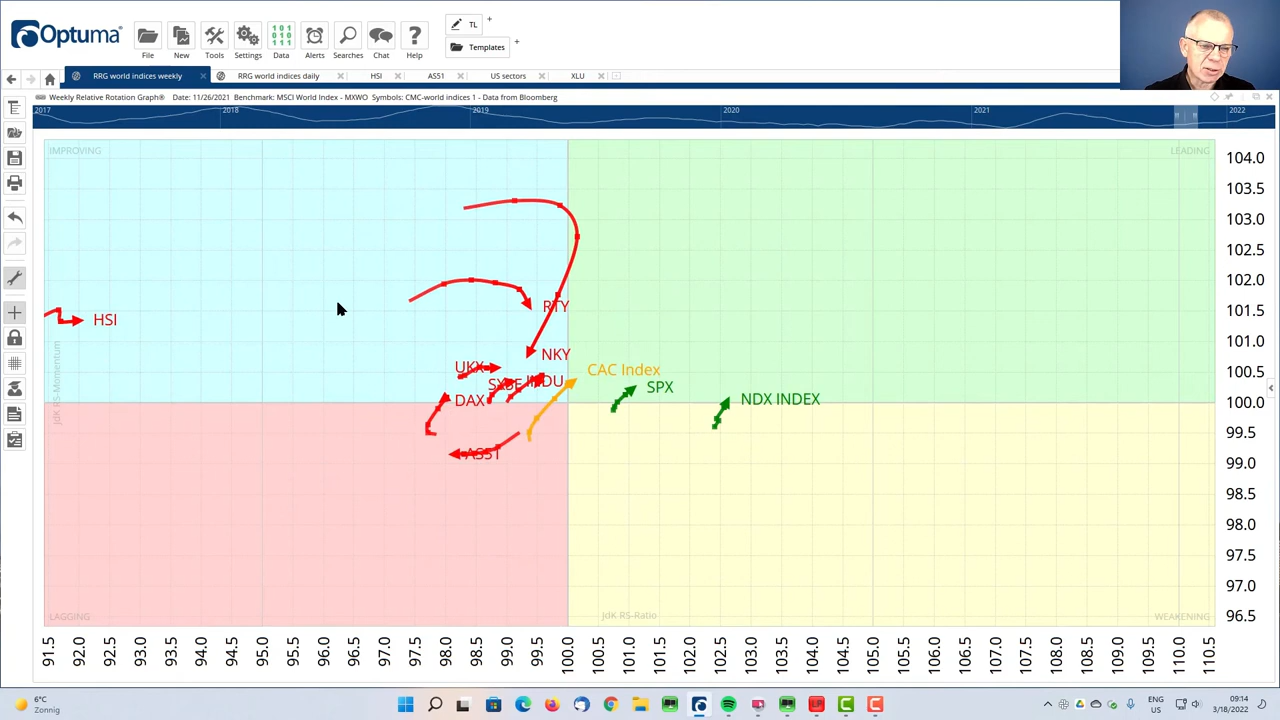 Optuma®
File
New
Tools
Settings
Data
Alerts
Searches
Chat
Help
TL
+
Templates
+
RRG world indices weekly
RRG world indices daily
HSI
AS51
US sectors
XLU
Weekly Relative Rotation Graph® Date: 11/26/2021 Benchmark: MSCI World Index - MXWO Symbols: CMC-world indices 1 - Data from Bloomberg
2017 2018 2019 2020 2021 2022
IMPROVING
LEADING
104.0
103.5
103.0
102.5
102.0
101.5
101.0
100.5
100.0
99.5
99.0
98.5
98.0
97.5
97.0
96.5
HSI
RTY
NKY
UKX
SX5E
INDU
CAC Index
SPX
DAX
NDX INDEX
AS51
JdK RS-Momentum
LAGGING
JdK RS-Ratio
WEAKENING
91.5 92.0 92.5 93.0 93.5 94.0 94.5 95.0 95.5 96.0 96.5 97.0 97.5 98.0 98.5 99.0 99.5 100.0 100.5 101.0 101.5 102.0 102.5 103.0 103.5 104.0 104.5 105.0 105.5 106.0 106.5 107.0 107.5 108.0 108.5 109.0 109.5 110.0 110.5
6°C
Zonnig
ENG
US
09:14
3/18/2022